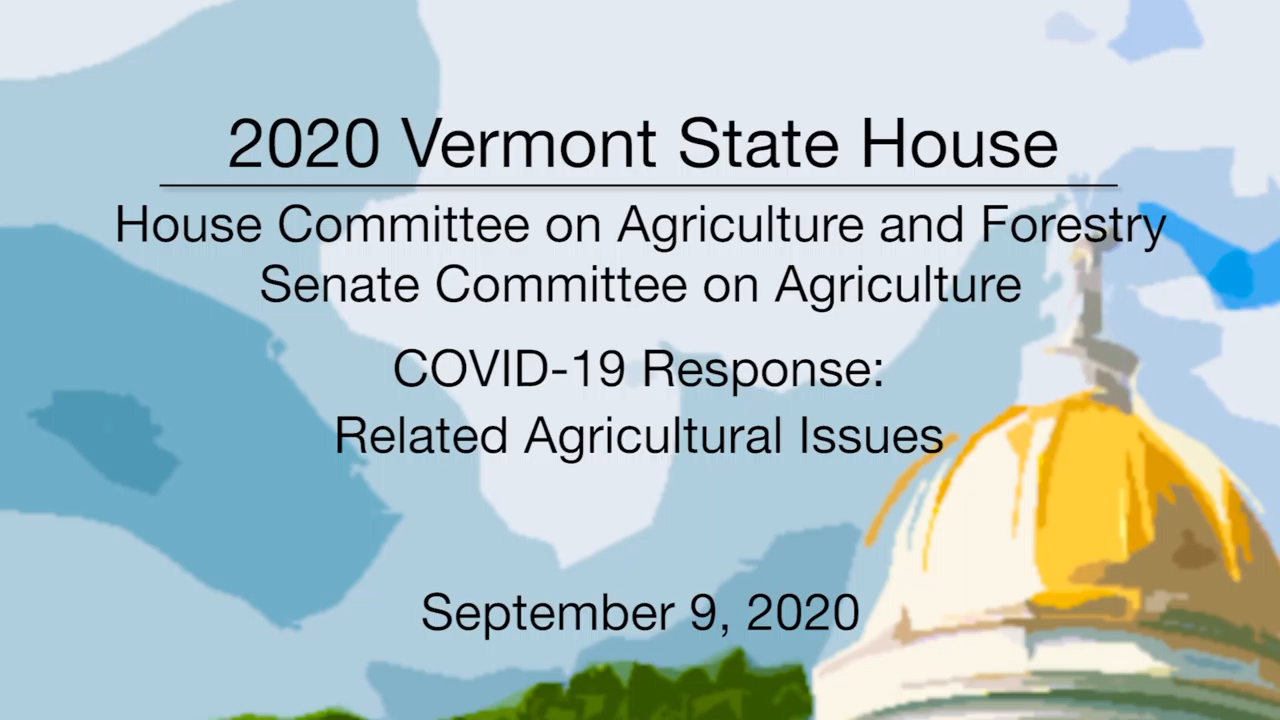 2020 Vermont State House
House Committee on Agriculture and Forestry
Senate Committee on Agriculture
COVID-19 Response:
Related Agricultural Issues
September 9, 2020